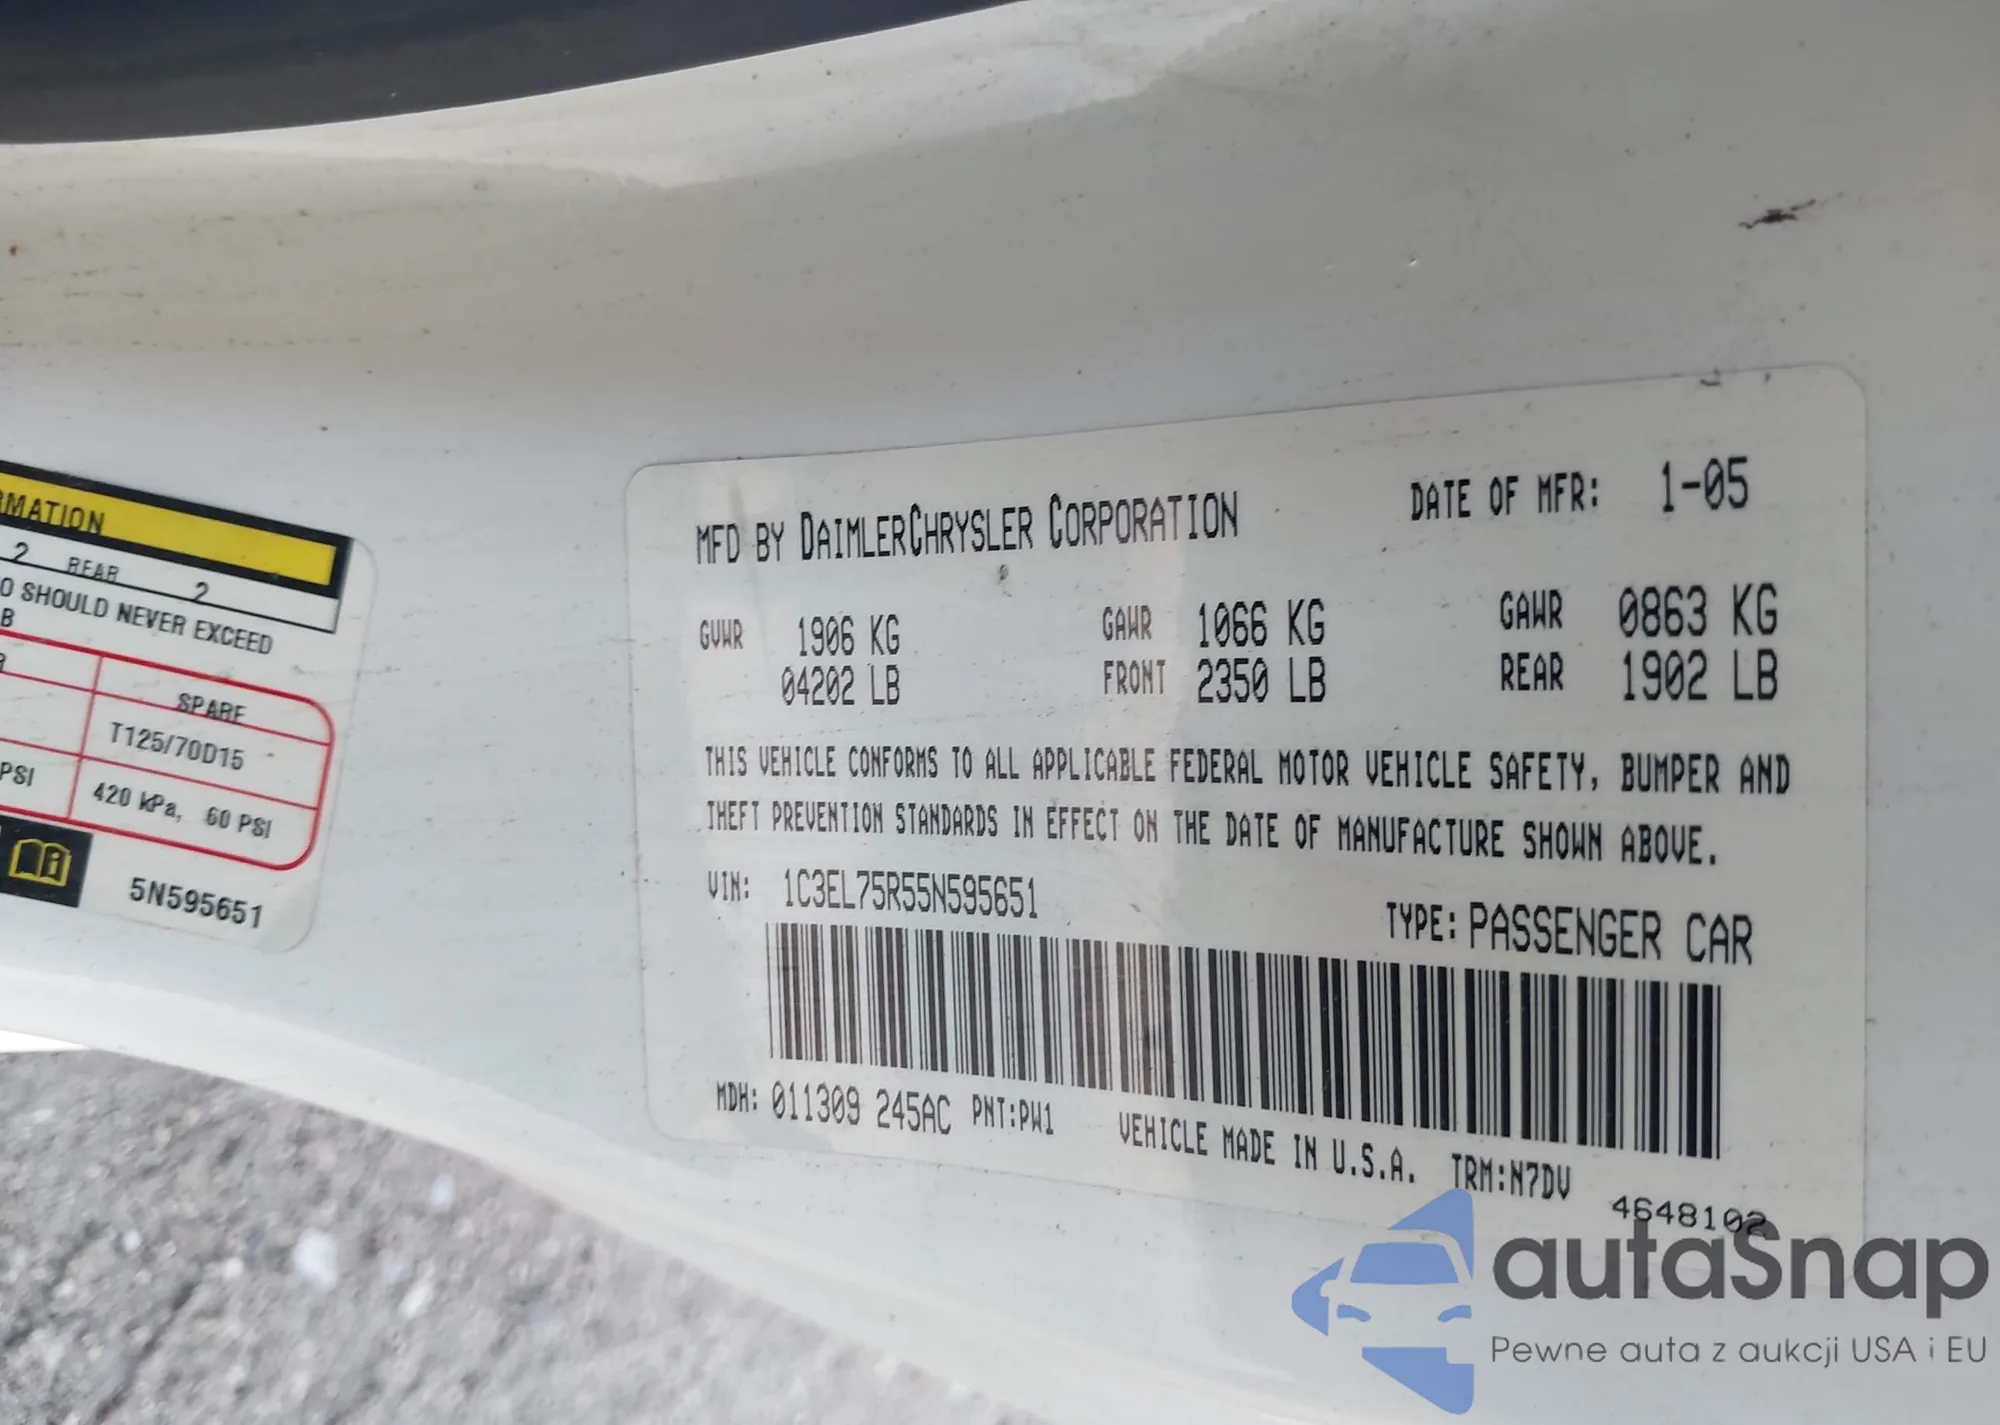 RMATION
2 REAR 2
O SHOULD NEVER EXCEED
B
SPARE
T125/70D15
PSI
420 kPa, 60 PSI
5N595651
MFD BY DAIMLERCHRYSLER CORPORATION DATE OF MFR: 1-05
GVWR 1906 KG GAWR 1066 KG GAWR 0863 KG
04202 LB FRONT 2350 LB REAR 1902 LB
THIS VEHICLE CONFORMS TO ALL APPLICABLE FEDERAL MOTOR VEHICLE SAFETY, BUMPER AND
THEFT PREVENTION STANDARDS IN EFFECT ON THE DATE OF MANUFACTURE SHOWN ABOVE.
VIN: 1C3EL75R55N595651 TYPE: PASSENGER CAR
MDH: 011309 245AC PNT:PW1 VEHICLE MADE IN U.S.A. TRM:N7DV
4648102
autaSnap
Pewne auta z aukcji USA i EU